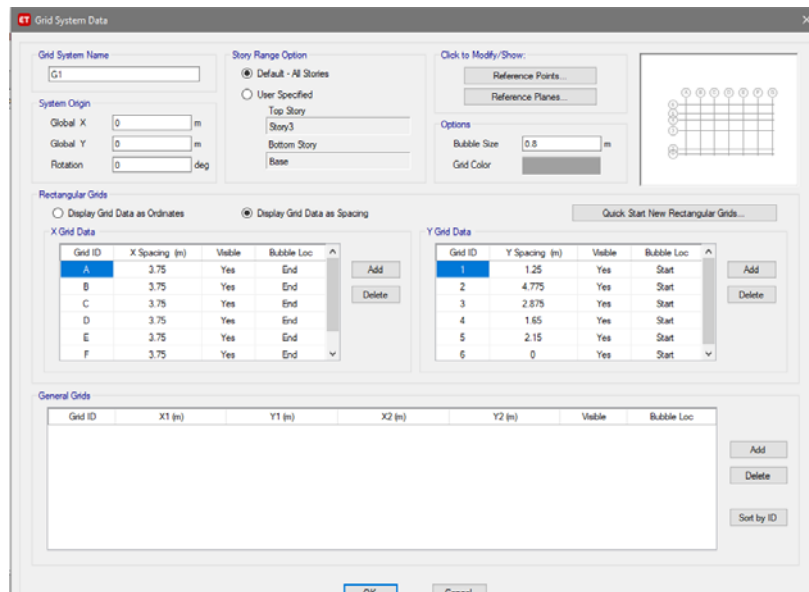 ET Grid System Data
Grid System Name
G1
System Origin
Global X 0 m
Global Y 0 m
Rotation 0 deg
Story Range Option
Default - All Stories
User Specified
Top Story
Story3
Bottom Story
Base
Click to Modify/Show:
Reference Points...
Reference Planes...
Options
Bubble Size 0.8 m
Grid Color
Rectangular Grids
Display Grid Data as Ordinates Display Grid Data as Spacing Quick Start New Rectangular Grids...
X Grid Data
Grid ID X Spacing (m) Visible Bubble Loc
A 3.75 Yes End
B 3.75 Yes End
C 3.75 Yes End
D 3.75 Yes End
E 3.75 Yes End
F 3.75 Yes End
Add
Delete
Y Grid Data
Grid ID Y Spacing (m) Visible Bubble Loc
1 1.25 Yes Start
2 4.775 Yes Start
3 2.875 Yes Start
4 1.65 Yes Start
5 2.15 Yes Start
6 0 Yes Start
Add
Delete
General Grids
Grid ID X1 (m) Y1 (m) X2 (m) Y2 (m) Visible Bubble Loc
Add
Delete
Sort by ID
OK Cancel